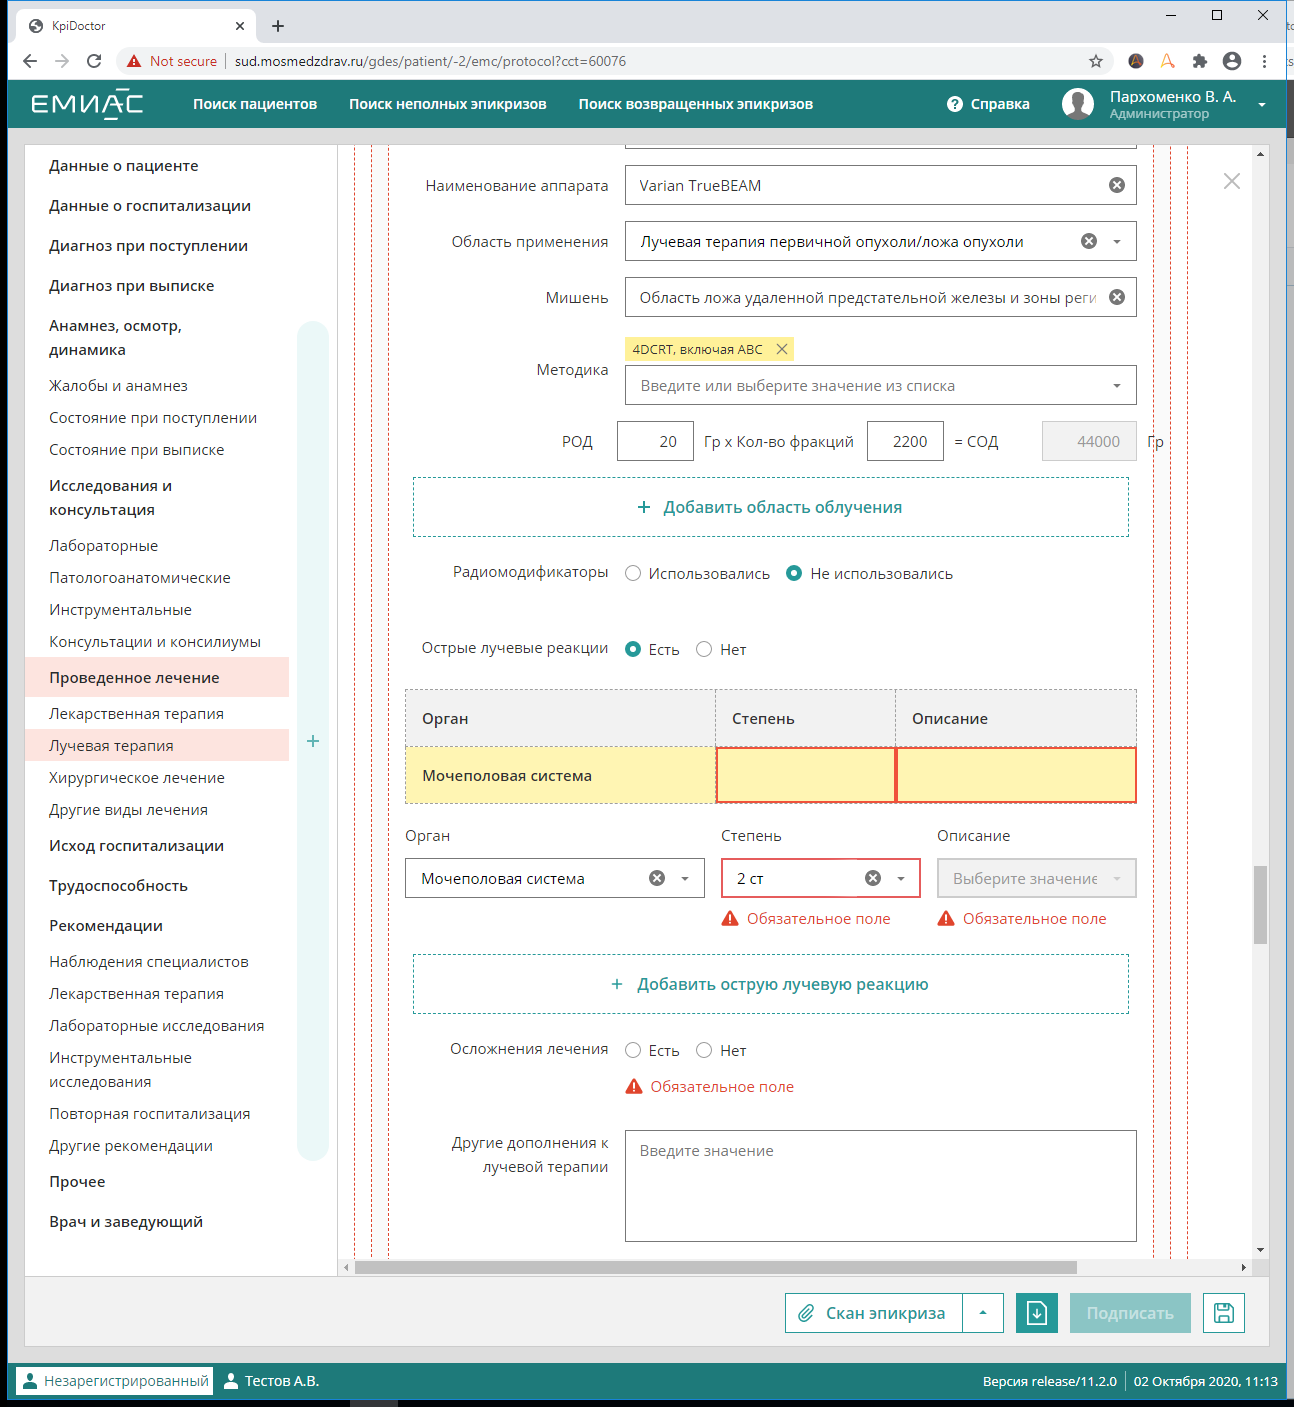 KpiDoctor
Not secure
sud.mosmedzdrav.ru/gdes/patient/-2/emc/protocol?cct=60076
ЕМИАС
Поиск пациентов
Поиск неполных эпикризов
Поиск возвращенных эпикризов
Справка
Пархоменко В. А.
Администратор
Данные о пациенте
Данные о госпитализации
Диагноз при поступлении
Диагноз при выписке
Анамнез, осмотр,
динамика
Жалобы и анамнез
Состояние при поступлении
Состояние при выписке
Исследования и
консультация
Лабораторные
Патологоанатомические
Инструментальные
Консультации и консилиумы
Проведенное лечение
Лекарственная терапия
Лучевая терапия
Хирургическое лечение
Другие виды лечения
Исход госпитализации
Трудоспособность
Рекомендации
Наблюдения специалистов
Лекарственная терапия
Лабораторные исследования
Инструментальные
исследования
Повторная госпитализация
Другие рекомендации
Прочее
Врач и заведующий
Наименование аппарата
Varian TrueBEAM
Область применения
Лучевая терапия первичной опухоли/ложа опухоли
Мишень
Область ложа удаленной предстательной железы и зоны реги
4DCRT, включая ABC
Методика
Введите или выберите значение из списка
РОД 20 Гр x Кол-во фракций 2200 = СОД 44000 Гр
+ Добавить область облучения
Радиомодификаторы
Использовались
Не использовались
Острые лучевые реакции
Есть
Нет
Орган Степень Описание
Мочеполовая система
Орган Степень Описание
Мочеполовая система 2 ст Выберите значение
Обязательное поле Обязательное поле
+ Добавить острую лучевую реакцию
Осложнения лечения
Есть
Нет
Обязательное поле
Другие дополнения к
лучевой терапии
Введите значение
Скан эпикриза
Подписать
Незарегистрированный
Тестов А.В.
Версия release/11.2.0
02 Октября 2020, 11:13